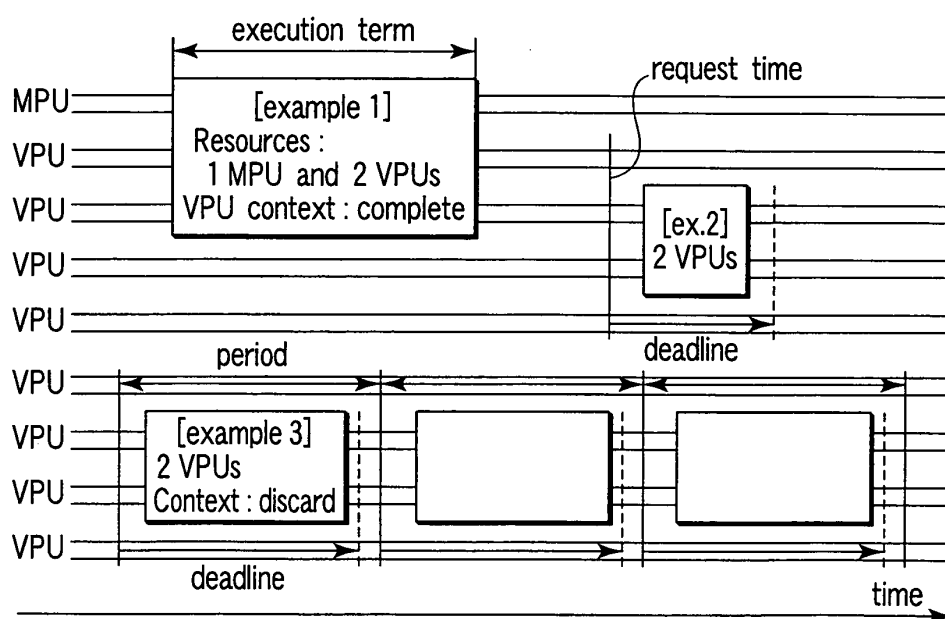 execution term
request time
MPU
[example 1]
Resources :
1 MPU and 2 VPUs
VPU context : complete
VPU
VPU
[ex.2]
2 VPUs
VPU
VPU
deadline
period
VPU
VPU
[example 3]
2 VPUs
Context : discard
VPU
VPU
deadline
time